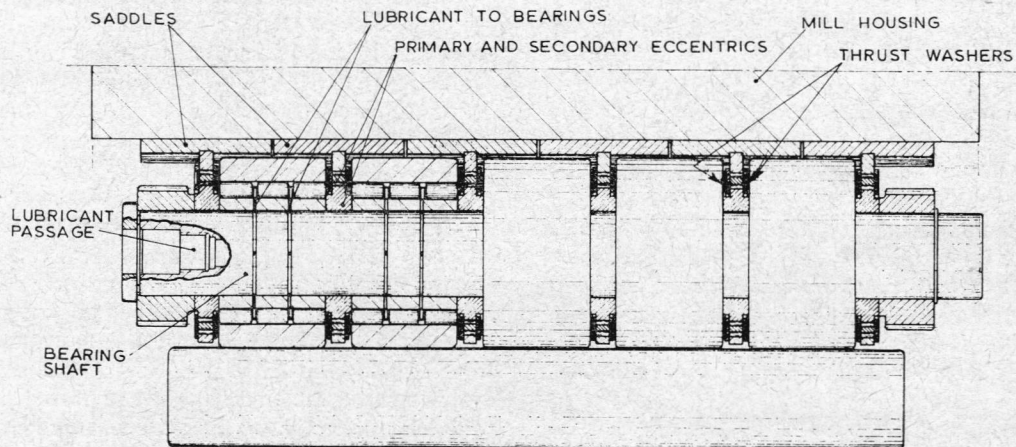 SADDLES
LUBRICANT TO BEARINGS
PRIMARY AND SECONDARY ECCENTRICS
MILL HOUSING
THRUST WASHERS
LUBRICANT
PASSAGE
BEARING
SHAFT